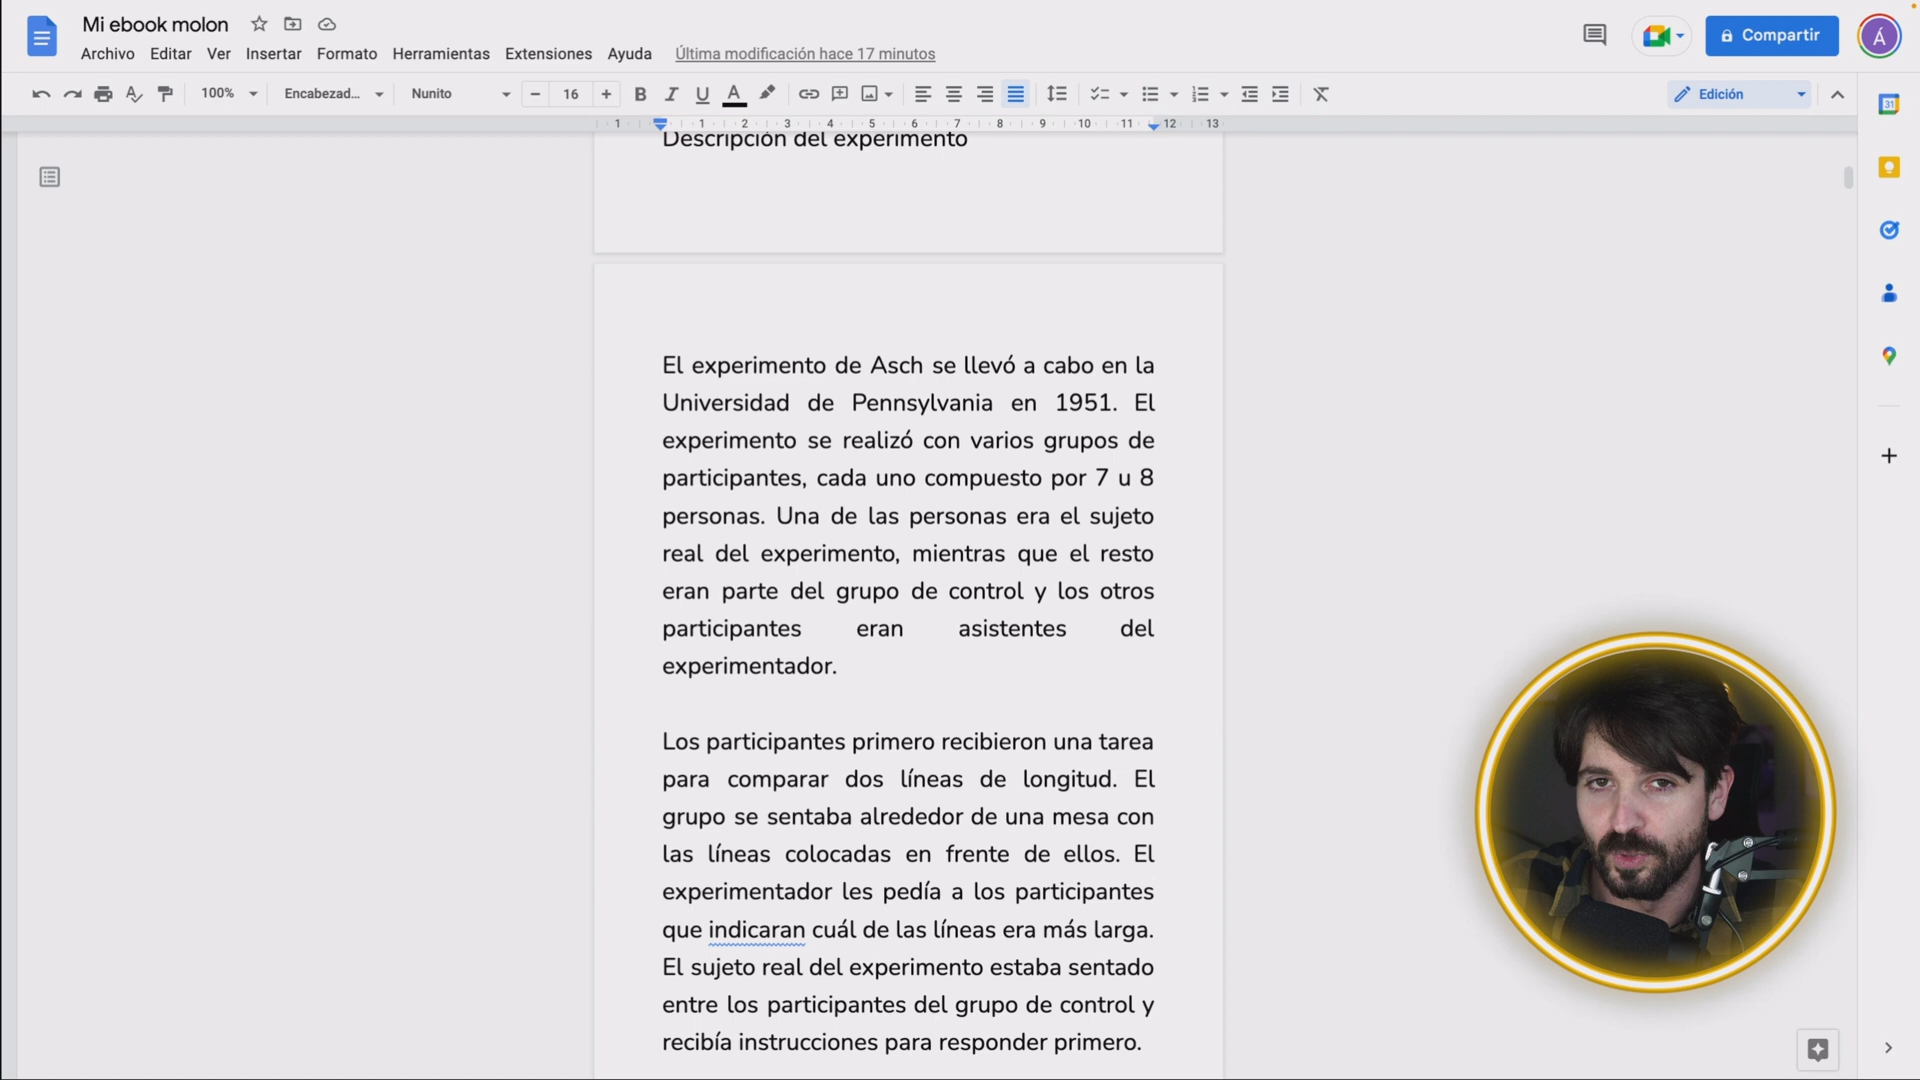 Mi ebook molon
Archivo Editar Ver Insertar Formato Herramientas Extensiones Ayuda Última modificación hace 17 minutos
Compartir
Á
100% Encabezad... Nunito 16 B I U A Edición
1 1 2 3 4 5 6 7 8 9 10 11 12 13
31
Descripción del experimento
El experimento de Asch se llevó a cabo en la
Universidad de Pennsylvania en 1951. El
experimento se realizó con varios grupos de
participantes, cada uno compuesto por 7 u 8
personas. Una de las personas era el sujeto
real del experimento, mientras que el resto
eran parte del grupo de control y los otros
participantes eran asistentes del
experimentador.
Los participantes primero recibieron una tarea
para comparar dos líneas de longitud. El
grupo se sentaba alrededor de una mesa con
las líneas colocadas en frente de ellos. El
experimentador les pedía a los participantes
que indicaran cuál de las líneas era más larga.
El sujeto real del experimento estaba sentado
entre los participantes del grupo de control y
recibía instrucciones para responder primero.